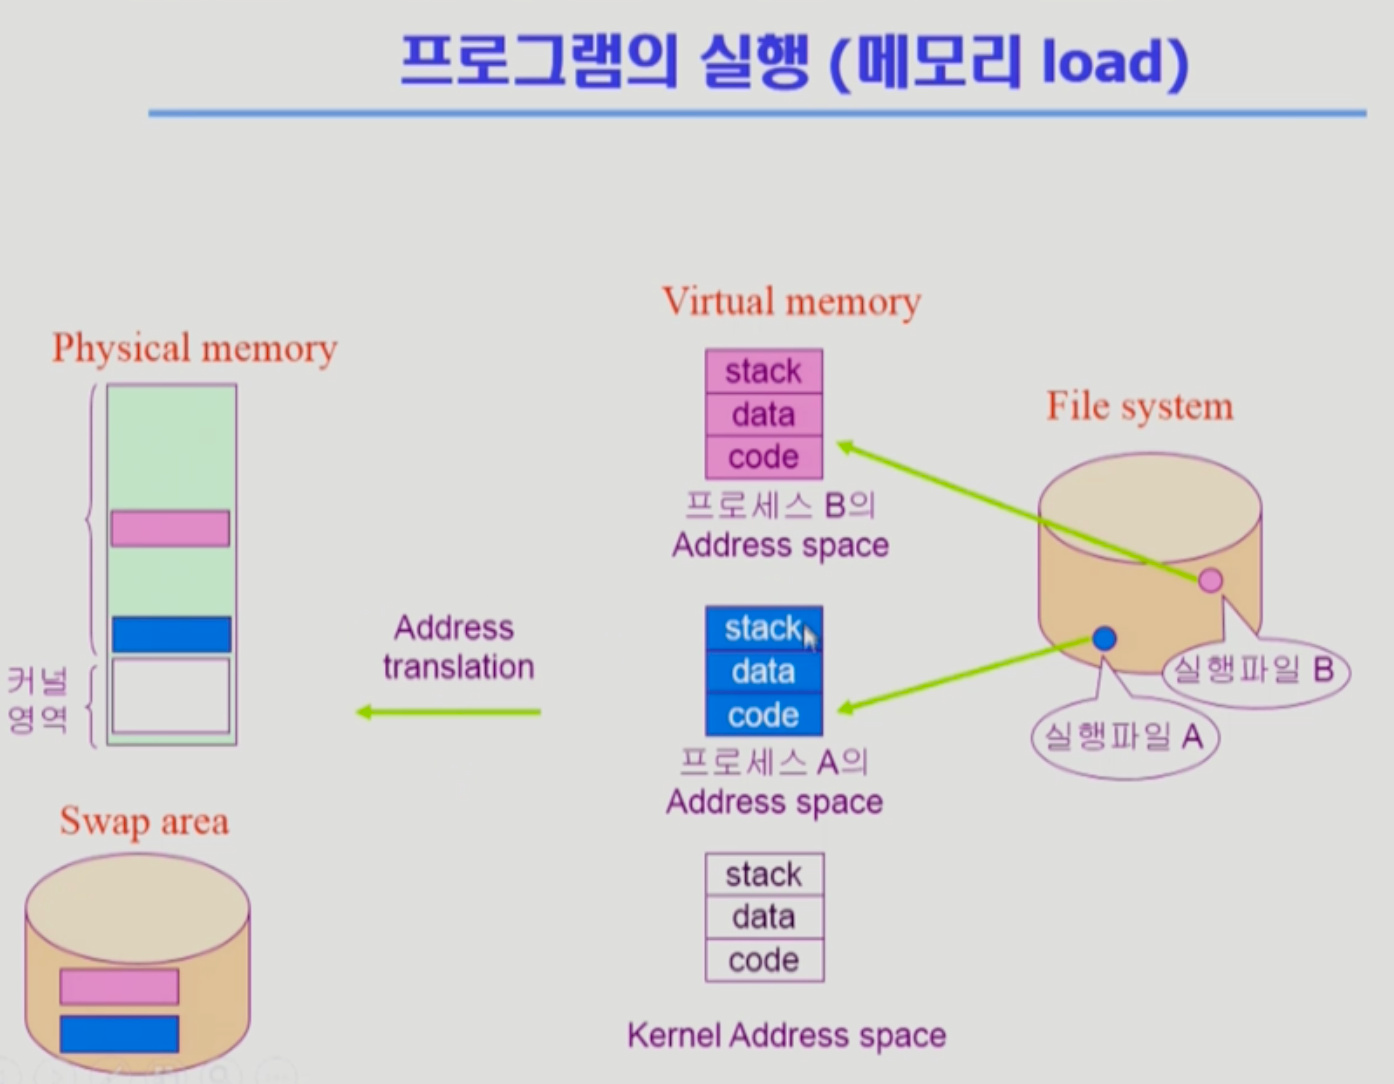 프로그램의 실행 (메모리 load)
Virtual memory
Physical memory
File system
stack
data
code
프로세스 B의
Address space
Address
translation
stack
data
code
프로세스 A의
Address space
실행파일 B
실행파일 A
커널
영역
Swap area
stack
data
code
Kernel Address space